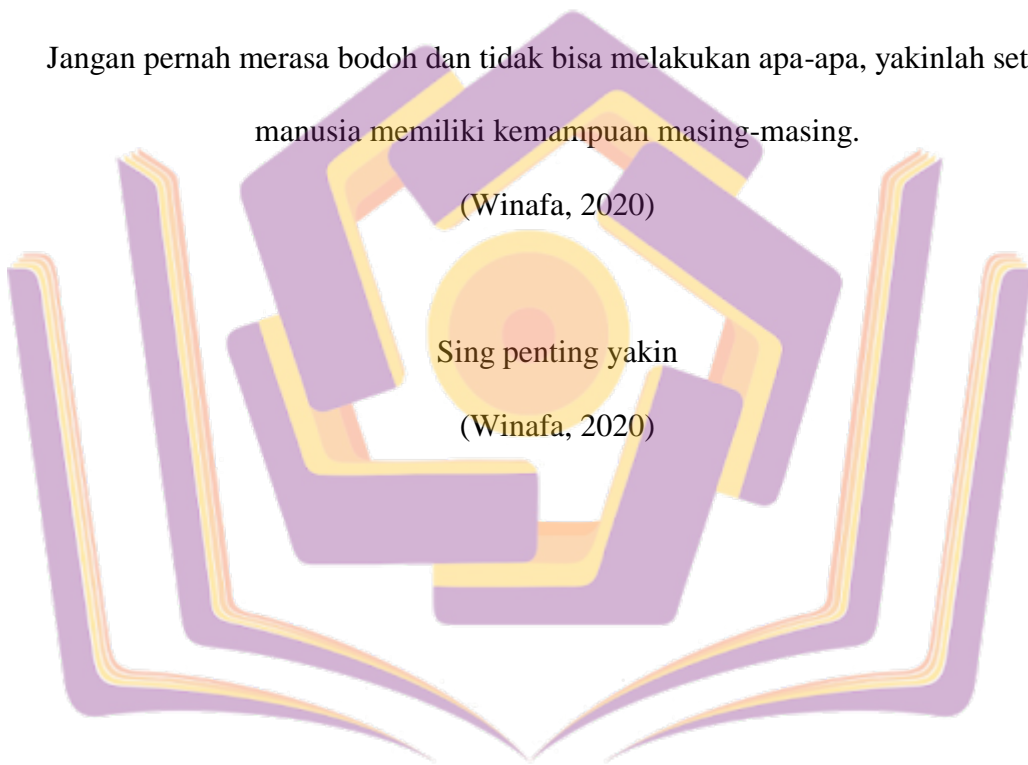 Jangan pernah merasa bodoh dan tidak bisa melakukan apa-apa, yakinlah set
manusia memiliki kemampuan masing-masing.
(Winafa, 2020)
Sing penting yakin
(Winafa, 2020)